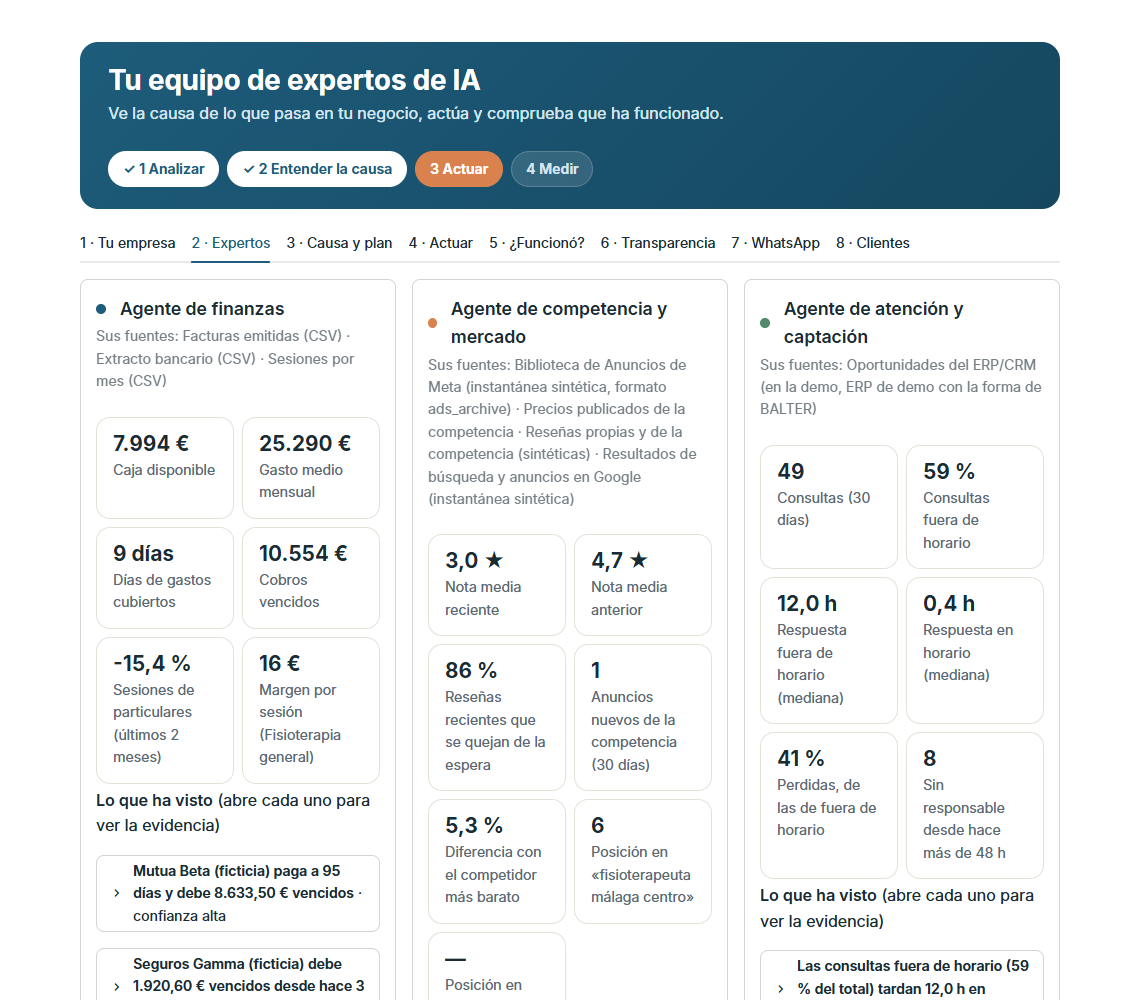 Tu equipo de expertos de IA
Ve la causa de lo que pasa en tu negocio, actúa y comprueba que ha funcionado.
✓ 1 Analizar
✓ 2 Entender la causa
3 Actuar
4 Medir
1 · Tu empresa
2 · Expertos
3 · Causa y plan
4 · Actuar
5 · ¿Funcionó?
6 · Transparencia
7 · WhatsApp
8 · Clientes
Agente de finanzas
Sus fuentes: Facturas emitidas (CSV) ·
Extracto bancario (CSV) · Sesiones por
mes (CSV)
7.994 €
Caja disponible
25.290 €
Gasto medio
mensual
9 días
Días de gastos
cubiertos
10.554 €
Cobros
vencidos
-15,4 %
Sesiones de
particulares
(últimos 2
meses)
16 €
Margen por
sesión
(Fisioterapia
general)
Lo que ha visto (abre cada uno para
ver la evidencia)
Mutua Beta (ficticia) paga a 95
días y debe 8.633,50 € vencidos ·
confianza alta
Seguros Gamma (ficticia) debe
1.920,60 € vencidos desde hace 3
Agente de competencia y
mercado
Sus fuentes: Biblioteca de Anuncios de
Meta (instantánea sintética, formato
ads_archive) · Precios publicados de la
competencia · Reseñas propias y de la
competencia (sintéticas) · Resultados de
búsqueda y anuncios en Google
(instantánea sintética)
3,0 ★
Nota media
reciente
4,7 ★
Nota media
anterior
86 %
Reseñas
recientes que
se quejan de la
espera
1
Anuncios
nuevos de la
competencia
(30 días)
5,3 %
Diferencia con
el competidor
más barato
6
Posición en
«fisioterapeuta
málaga centro»
—
Posición en
Agente de atención y
captación
Sus fuentes: Oportunidades del ERP/CRM
(en la demo, ERP de demo con la forma de
BALTER)
49
Consultas (30
días)
59 %
Consultas
fuera de
horario
12,0 h
Respuesta
fuera de
horario
(mediana)
0,4 h
Respuesta en
horario
(mediana)
41 %
Perdidas, de
las de fuera de
horario
8
Sin
responsable
desde hace
más de 48 h
Lo que ha visto (abre cada uno para
ver la evidencia)
Las consultas fuera de horario (59
% del total) tardan 12,0 h en